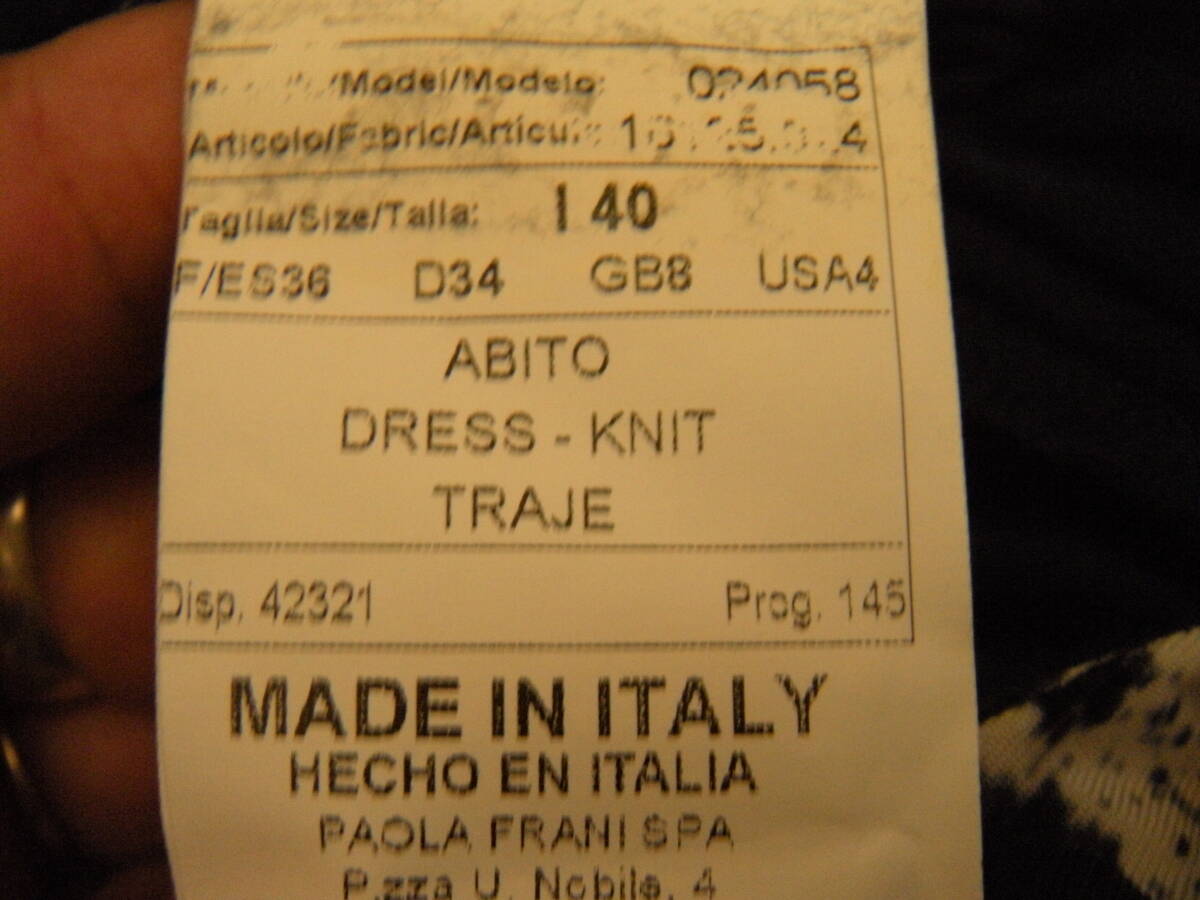 /Model/Modelo: 024058
Articolo/Fabric/Articulo:
Taglia/Size/Talla: I 40
F/ES36 D34 GB8 USA4
ABITO
DRESS - KNIT
TRAJE
Disp. 42321 Prog. 145
MADE IN ITALY
HECHO EN ITALIA
PAOLA FRANI SPA
P.zza U. Nobile, 4